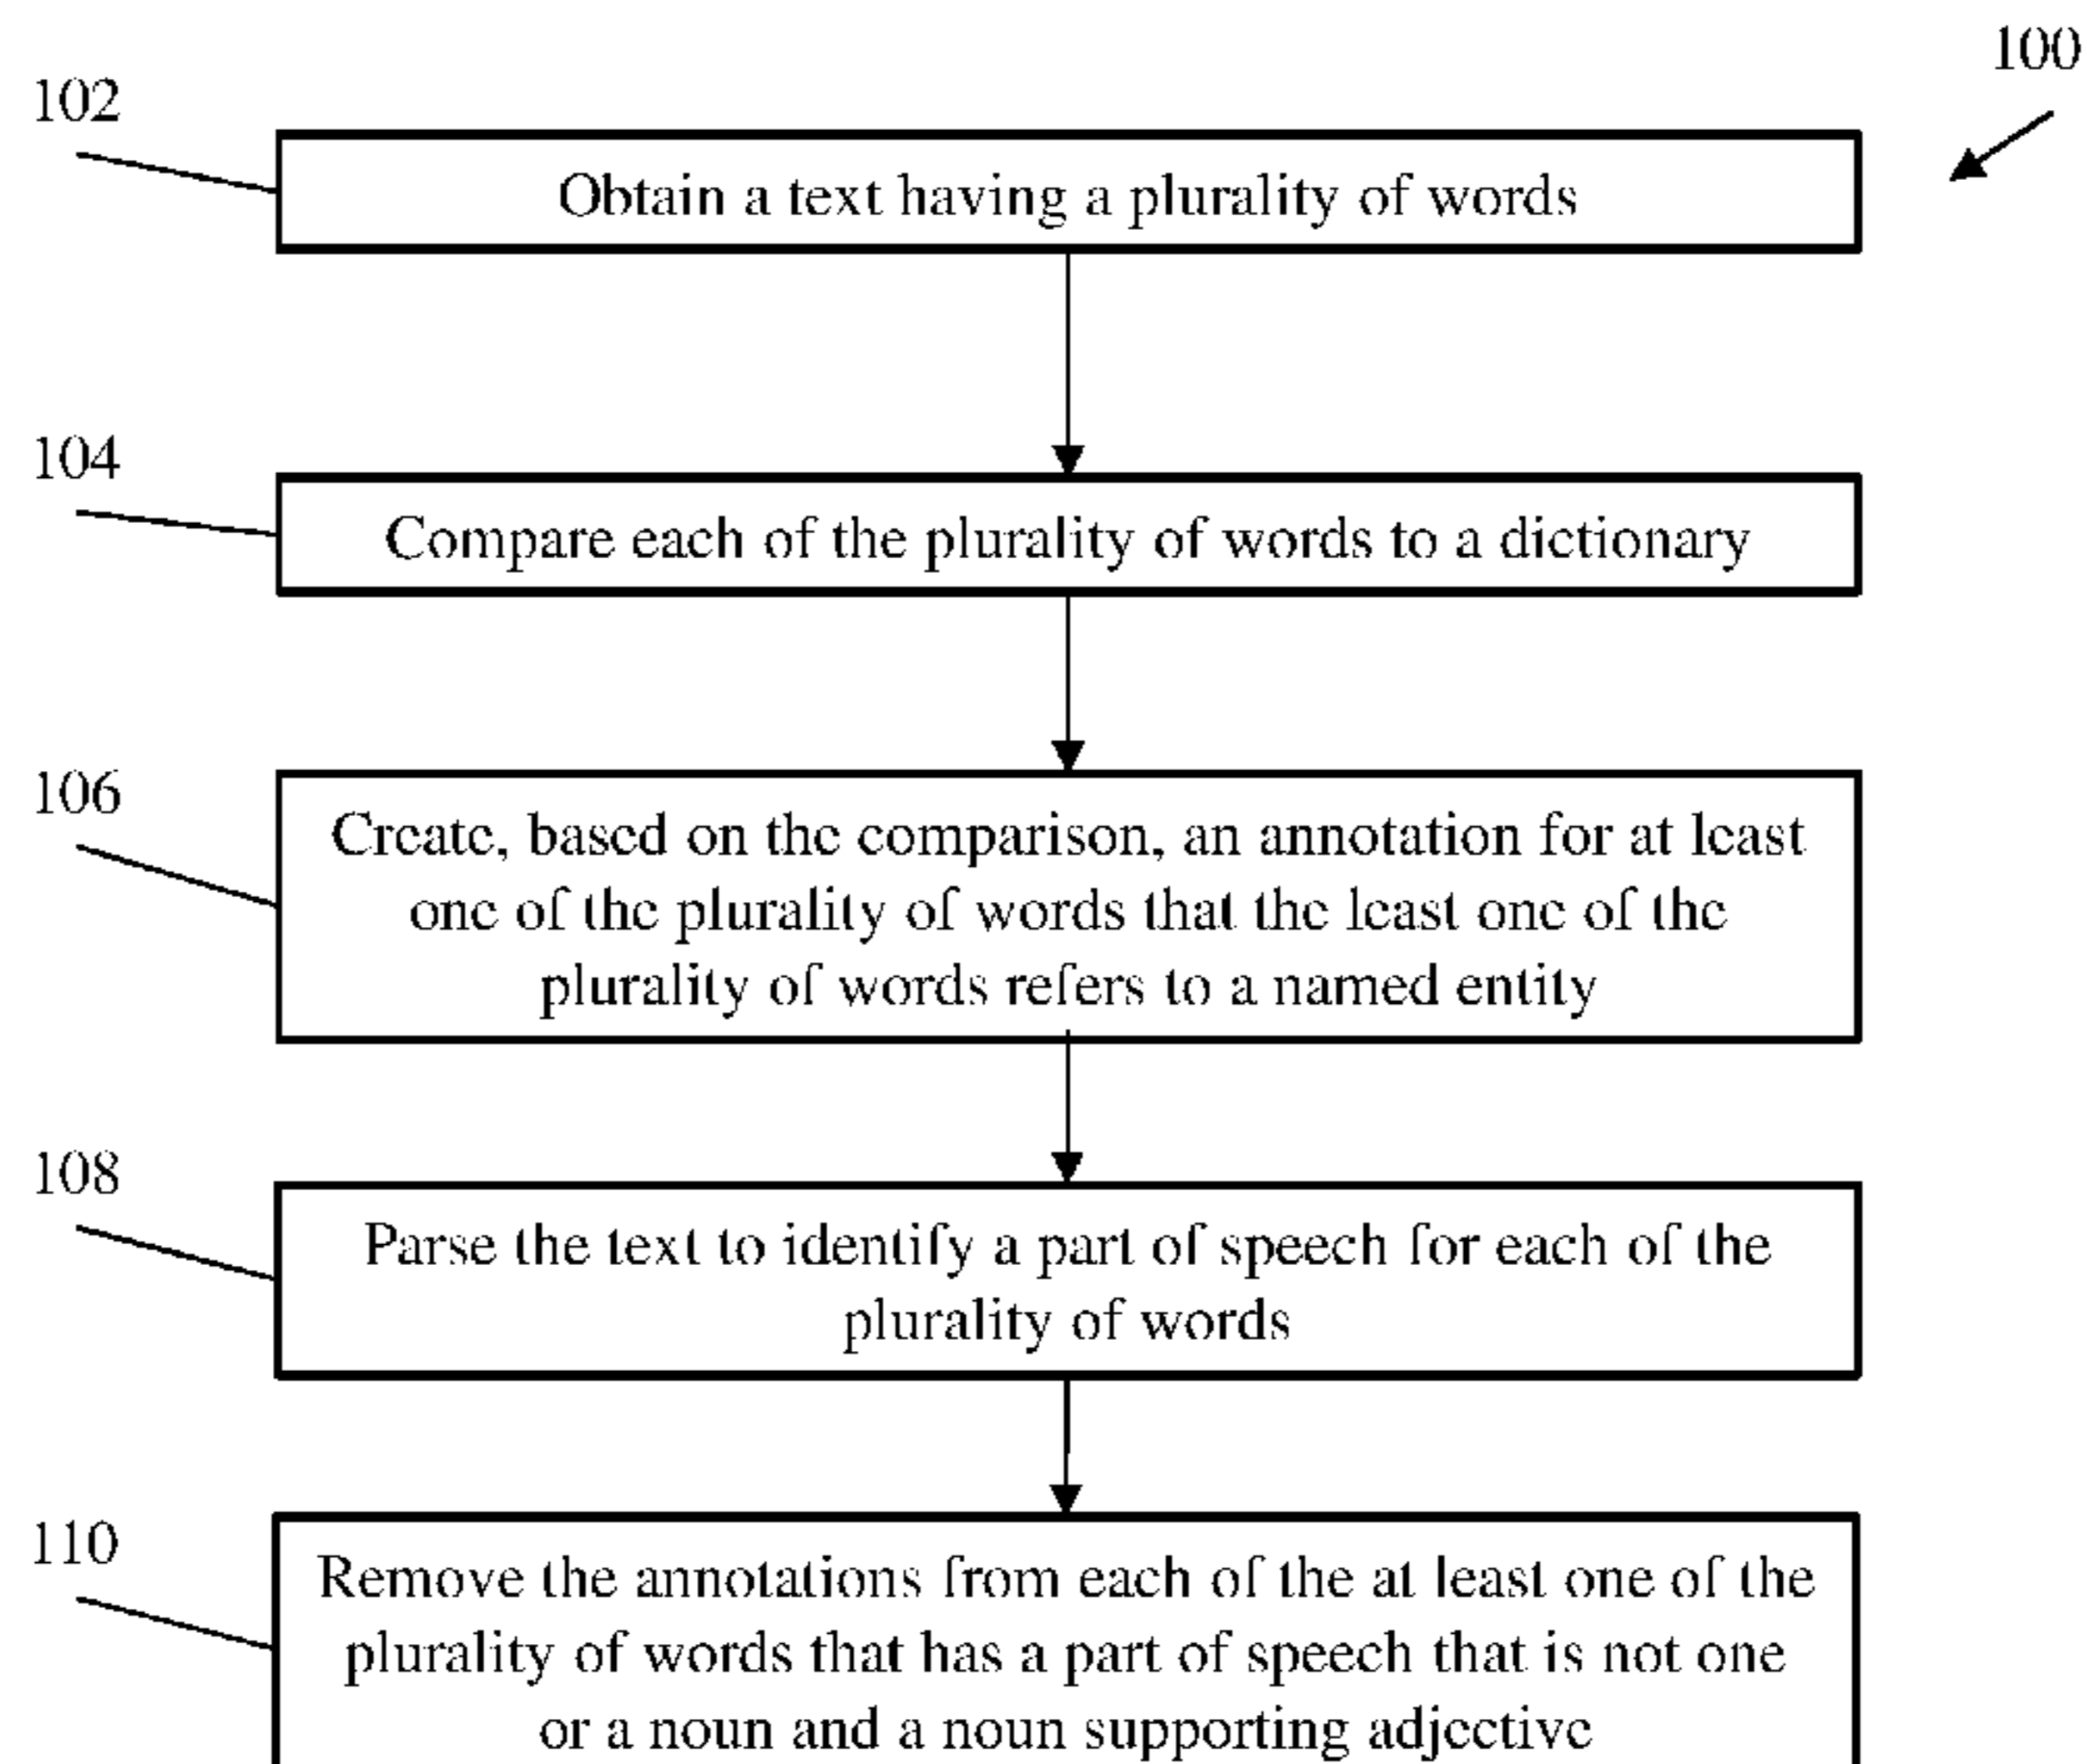 100
102
Obtain a text having a plurality of words
104
Compare each of the plurality of words to a dictionary
106
Create, based on the comparison, an annotation for at least
one of the plurality of words that the least one of the
plurality of words refers to a named entity
108
Parse the text to identify a part of speech for each of the
plurality of words
110
Remove the annotations from each of the at least one of the
plurality of words that has a part of speech that is not one
or a noun and a noun supporting adjective